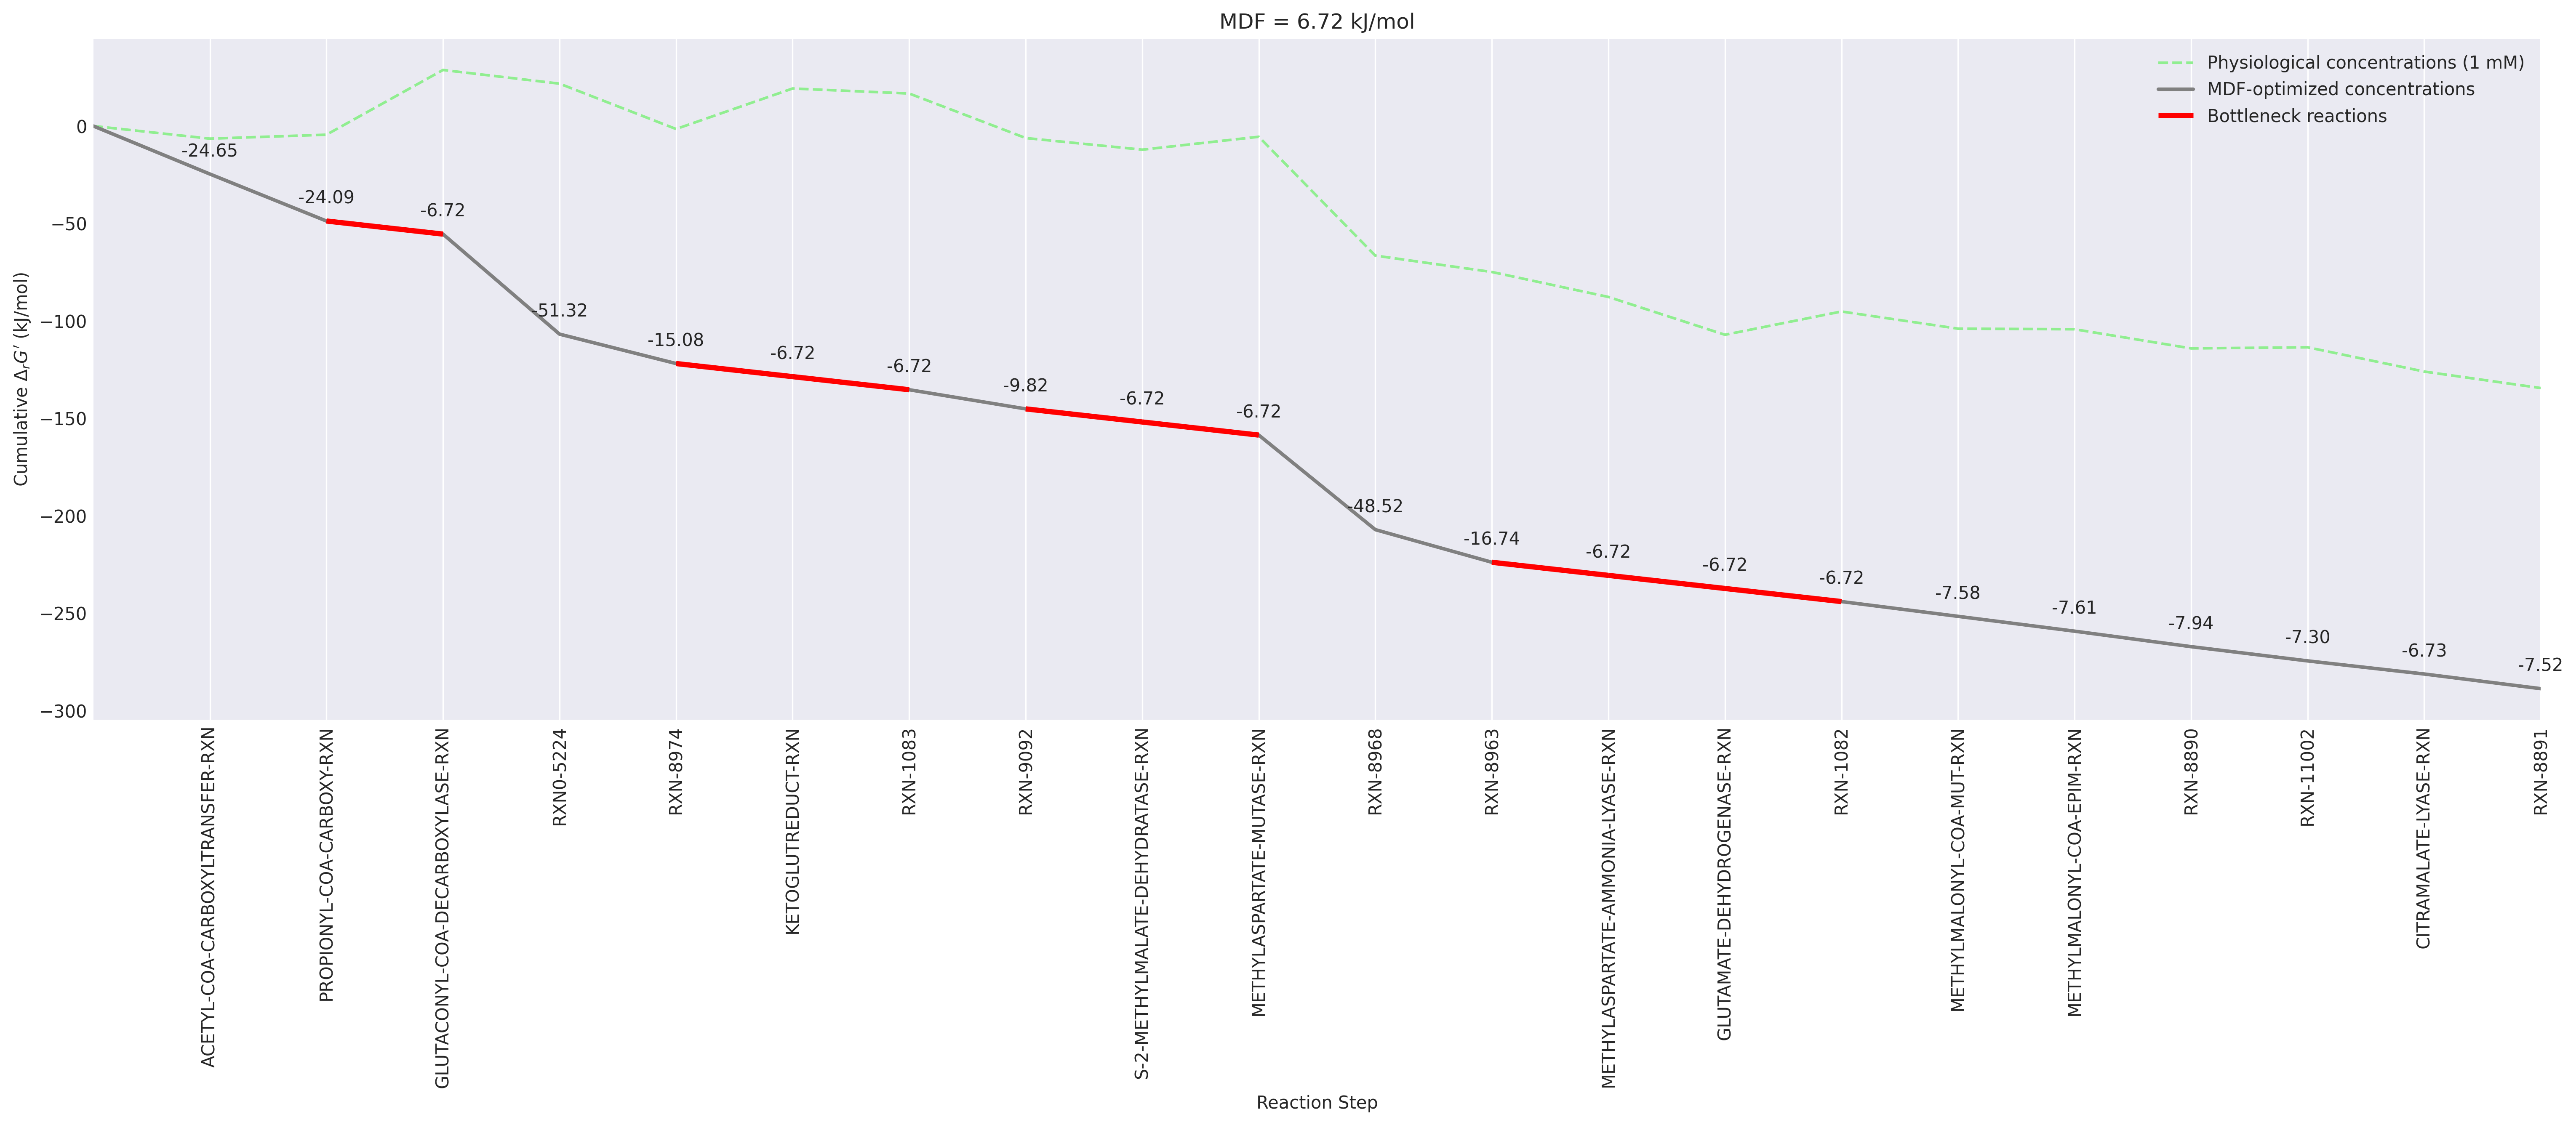 MDF = 6.72 kJ/mol
Physiological concentrations (1 mM)
MDF-optimized concentrations
Bottleneck reactions
Cumulative ΔrG′ (kJ/mol)
0
−50
−100
−150
−200
−250
−300
-24.65
-24.09
-6.72
-51.32
-15.08
-6.72
-6.72
-9.82
-6.72
-6.72
-48.52
-16.74
-6.72
-6.72
-6.72
-7.58
-7.61
-7.94
-7.30
-6.73
-7.52
ACETYL-COA-CARBOXYLTRANSFER-RXN
PROPIONYL-COA-CARBOXY-RXN
GLUTACONYL-COA-DECARBOXYLASE-RXN
RXN0-5224
RXN-8974
KETOGLUTREDUCT-RXN
RXN-1083
RXN-9092
S-2-METHYLMALATE-DEHYDRATASE-RXN
METHYLASPARTATE-MUTASE-RXN
RXN-8968
RXN-8963
METHYLASPARTATE-AMMONIA-LYASE-RXN
GLUTAMATE-DEHYDROGENASE-RXN
RXN-1082
METHYLMALONYL-COA-MUT-RXN
METHYLMALONYL-COA-EPIM-RXN
RXN-8890
RXN-11002
CITRAMALATE-LYASE-RXN
RXN-8891
Reaction Step